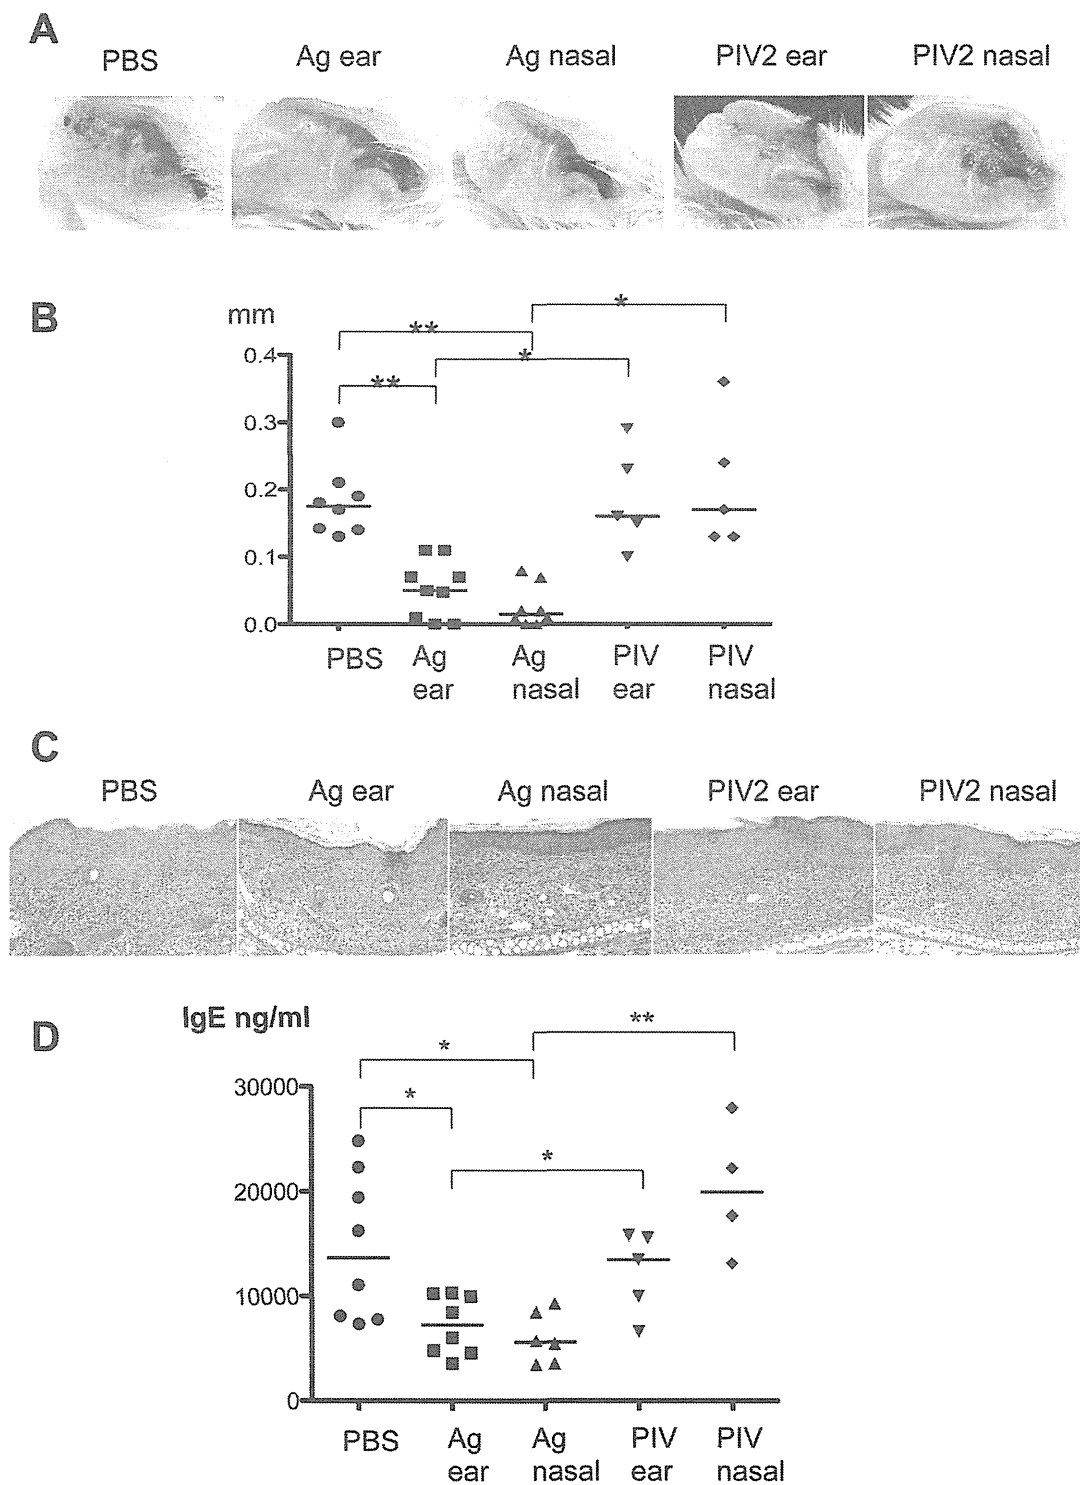 A
PBS Ag ear Ag nasal PIV2 ear PIV2 nasal
B
mm
*
**
*
**
0.4
0.3
0.2
0.1
0.0
PBS Ag ear Ag nasal PIV ear PIV nasal
C
PBS Ag ear Ag nasal PIV2 ear PIV2 nasal
D
IgE ng/ml
**
*
*
*
30000
20000
10000
0
PBS Ag ear Ag nasal PIV ear PIV nasal